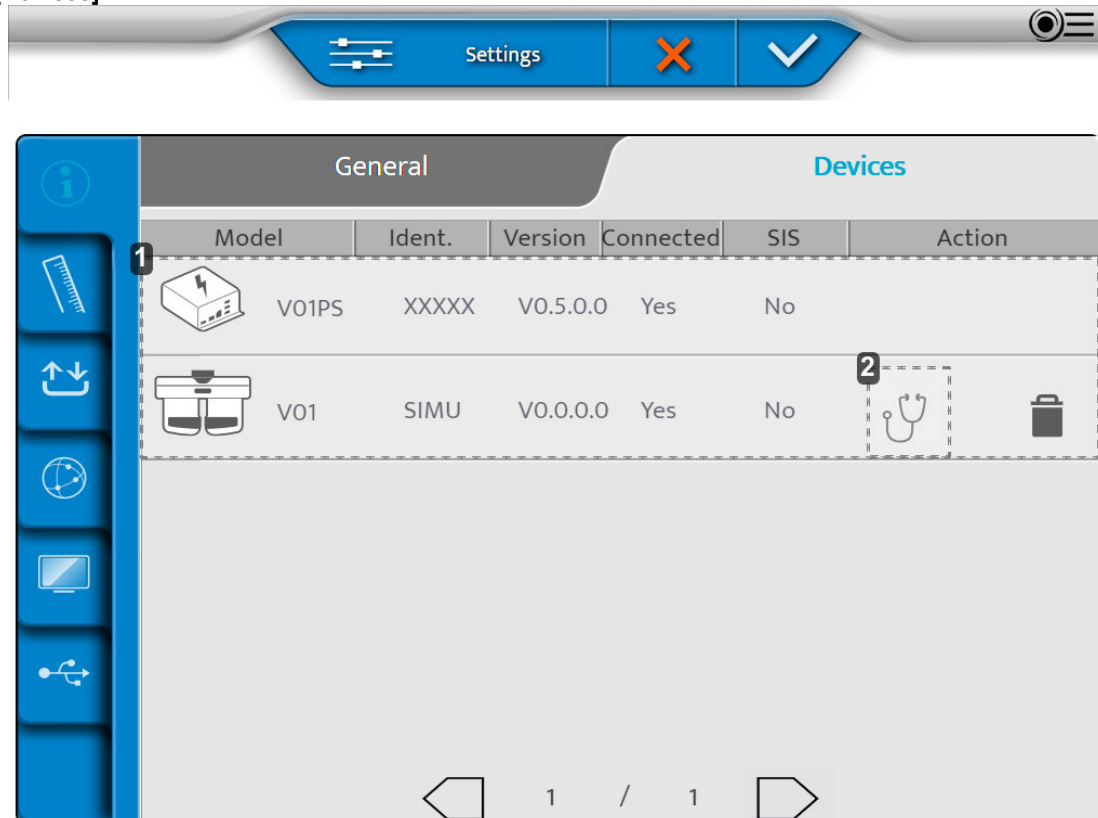 Settings
General Devices
Model Ident. Version Connected SIS Action
1
V01PS XXXXX V0.5.0.0 Yes No
2
V01 SIMU V0.0.0.0 Yes No
1 / 1